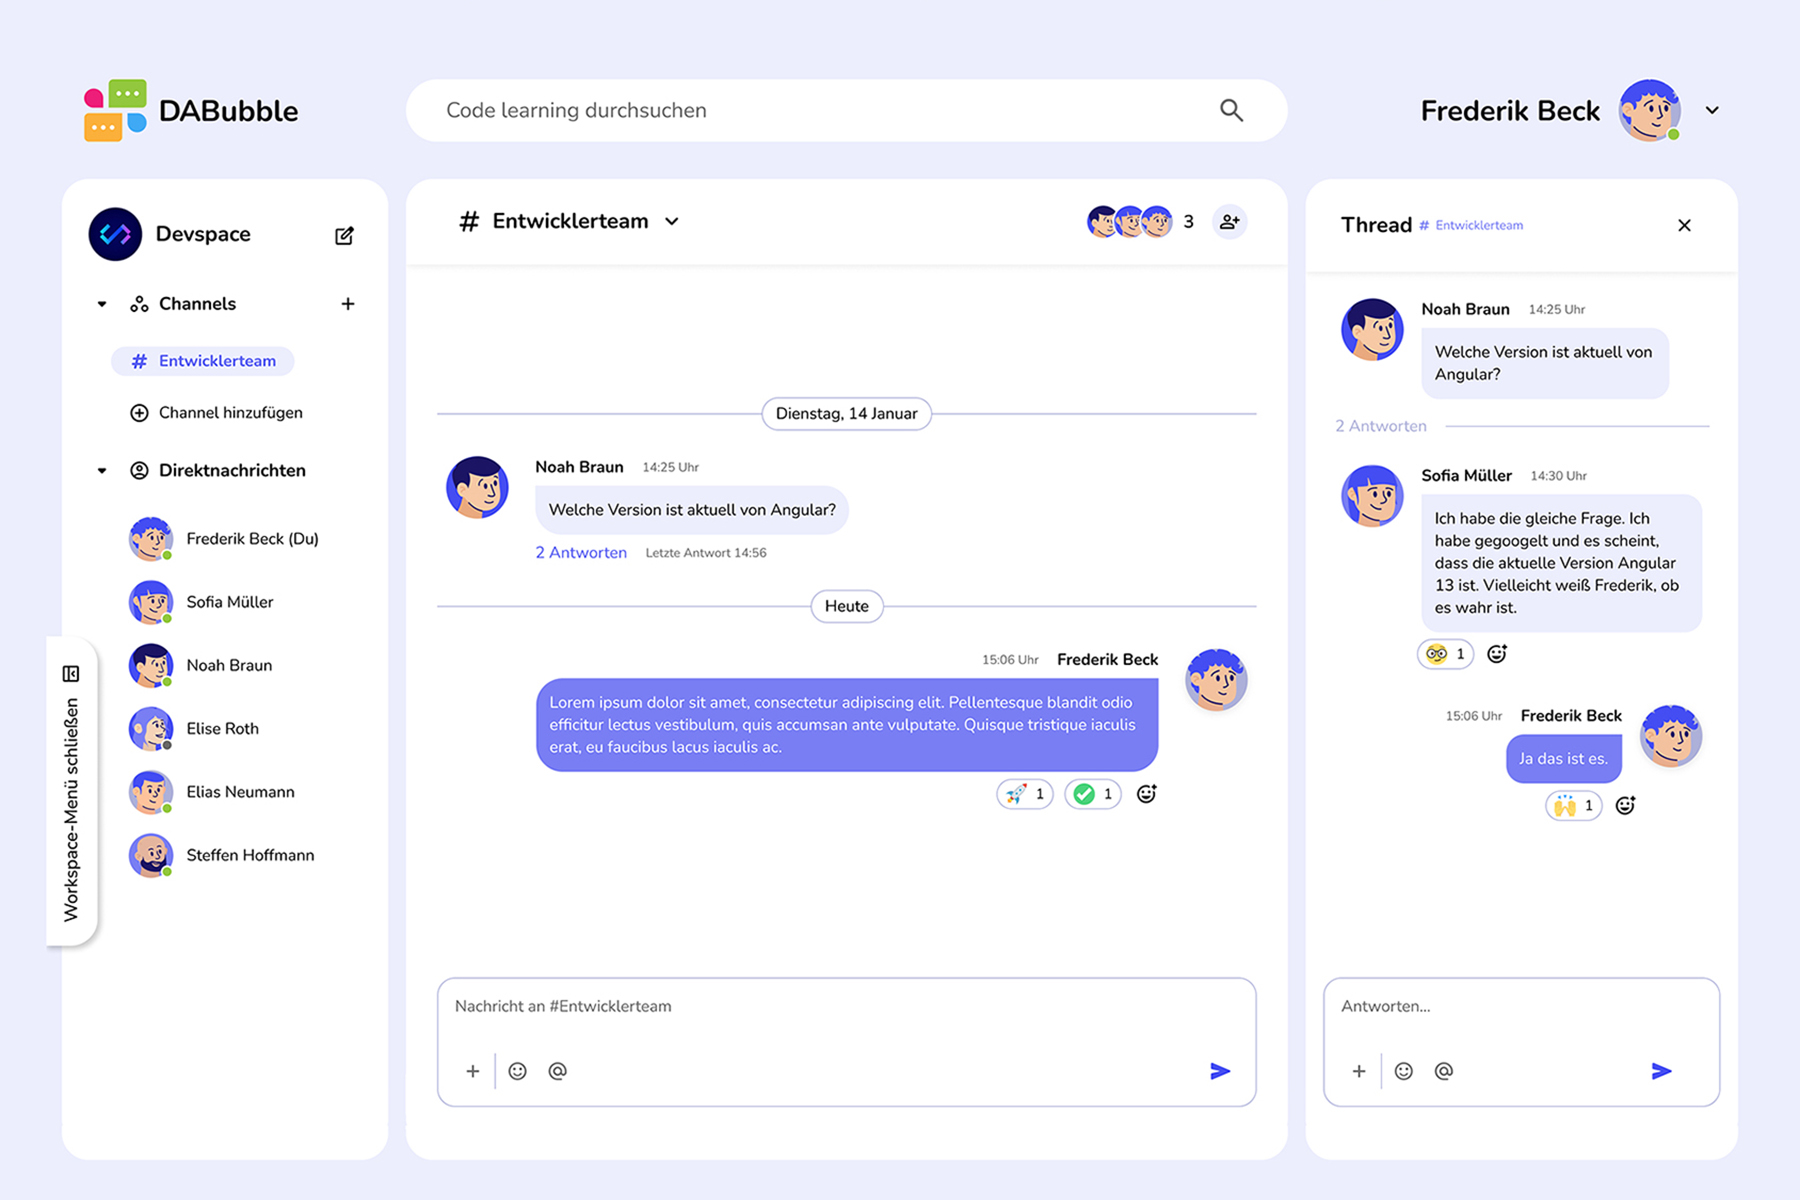 DABubble
Code learning durchsuchen
Frederik Beck
Devspace
Channels
# Entwicklerteam
Channel hinzufügen
Direktnachrichten
Frederik Beck (Du)
Sofia Müller
Noah Braun
Elise Roth
Elias Neumann
Steffen Hoffmann
Workspace-Menü schließen
# Entwicklerteam
3
Dienstag, 14 Januar
Noah Braun 14:25 Uhr
Welche Version ist aktuell von Angular?
2 Antworten Letzte Antwort 14:56
Heute
15:06 Uhr Frederik Beck
Lorem ipsum dolor sit amet, consectetur adipiscing elit. Pellentesque blandit odio
efficitur lectus vestibulum, quis accumsan ante vulputate. Quisque tristique iaculis
erat, eu faucibus lacus iaculis ac.
1 1
Nachricht an #Entwicklerteam
+ @
Thread # Entwicklerteam
Noah Braun 14:25 Uhr
Welche Version ist aktuell von
Angular?
2 Antworten
Sofia Müller 14:30 Uhr
Ich habe die gleiche Frage. Ich
habe gegoogelt und es scheint,
dass die aktuelle Version Angular
13 ist. Vielleicht weiß Frederik, ob
es wahr ist.
1
15:06 Uhr Frederik Beck
Ja das ist es.
1
Antworten...
+ @